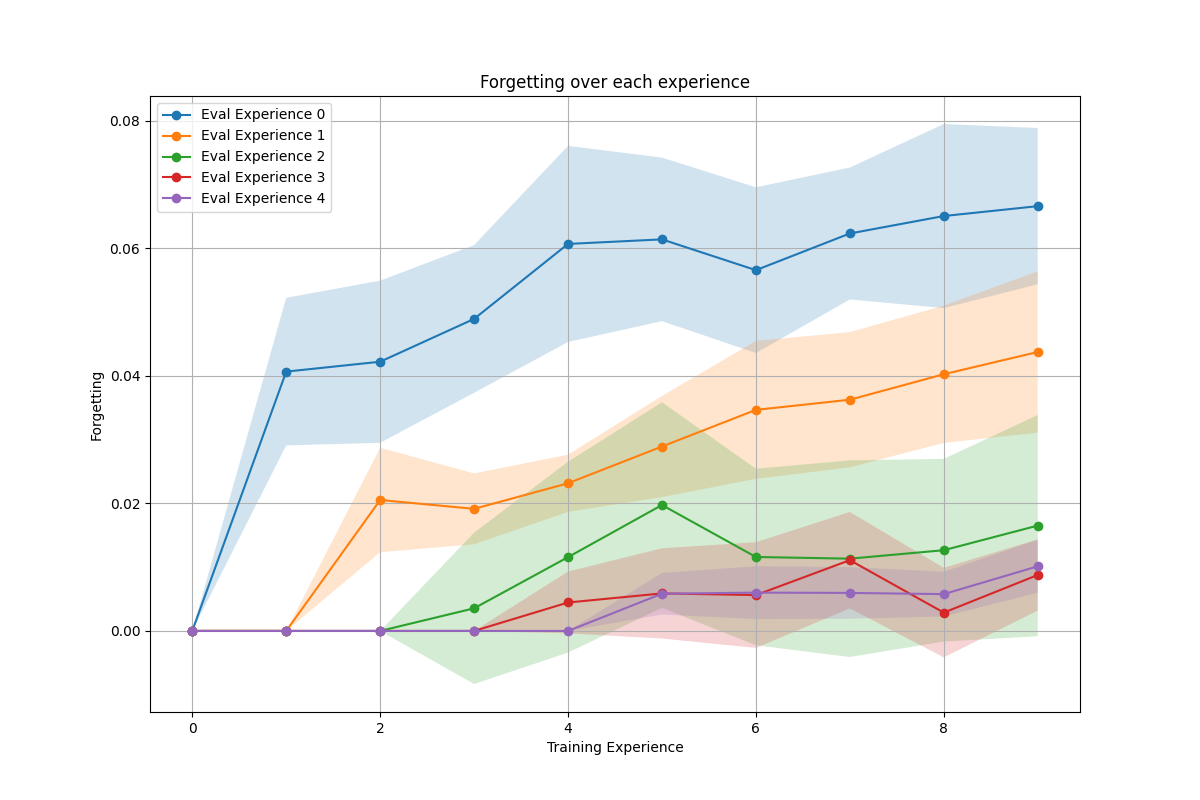 Forgetting over each experience
Eval Experience 0
Eval Experience 1
Eval Experience 2
Eval Experience 3
Eval Experience 4
0.08
0.06
0.04
0.02
0.00
Forgetting
0 2 4 6 8
Training Experience